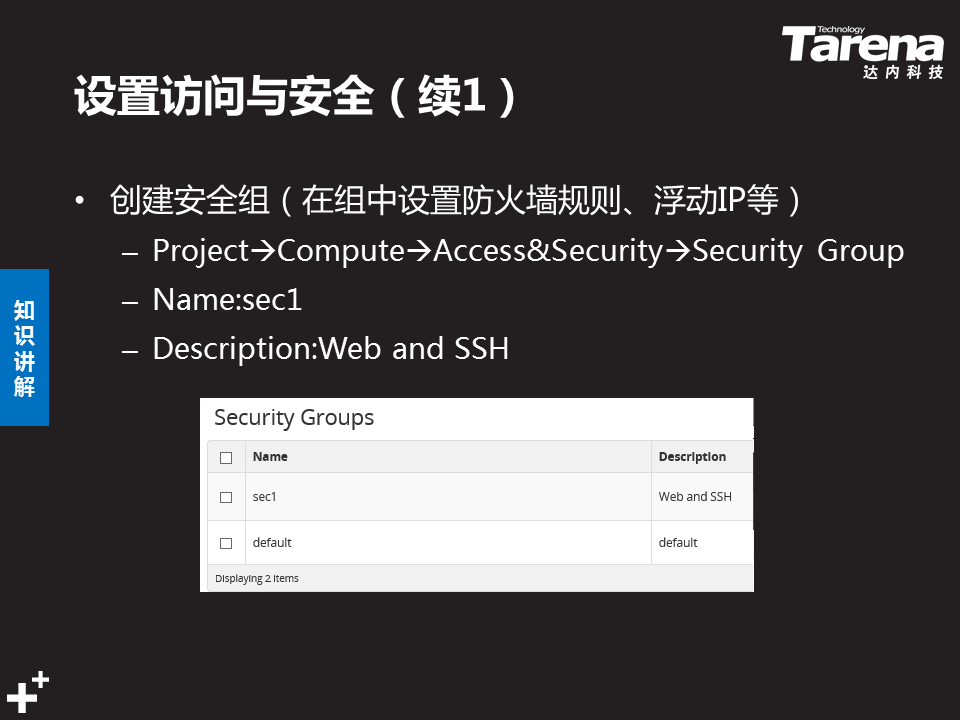 Technology
Tarena
达内科技
设置访问与安全（续1）
• 创建安全组（在组中设置防火墙规则、浮动IP等）
– Project→Compute→Access&Security→Security Group
– Name:sec1
– Description:Web and SSH
知识讲解
Security Groups
Name Description
sec1 Web and SSH
default default
Displaying 2 items